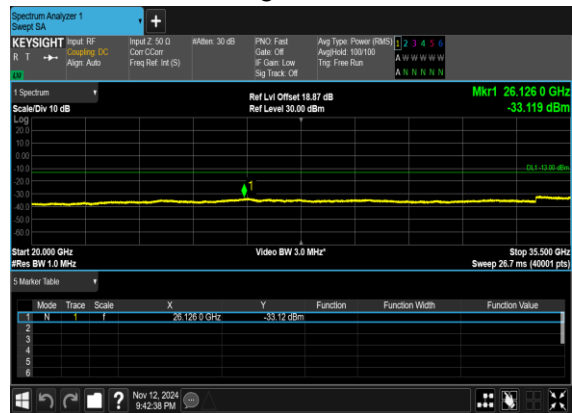 Spectrum Analyzer 1
Swept SA
+
KEYSIGHT Input: RF Input Z: 50 Ω #Atten: 30 dB PNO: Fast Avg Type: Power (RMS) 1 2 3 4 5 6
R T Coupling: DC Corr CCorr Gate: Off Avg|Hold: 100/100 A W W W W W
Align: Auto Freq Ref: Int (S) IF Gain: Low Trig: Free Run
Sig Track: Off A N N N N N
1 Spectrum Ref Lvl Offset 18.87 dB Mkr1 26.126 0 GHz
Scale/Div 10 dB Ref Level 30.00 dBm -33.119 dBm
Log
20.0
10.0
0.00
-10.0
DL1 -13.00 dBm
-20.0
1
-30.0
-40.0
-50.0
-60.0
Start 20.000 GHz Video BW 3.0 MHz* Stop 35.500 GHz
#Res BW 1.0 MHz Sweep 26.7 ms (40001 pts)
5 Marker Table
Mode Trace Scale X Y Function Function Width Function Value
1 N 1 f 26.126 0 GHz -33.12 dBm
2
3
4
5
6
? Nov 12, 2024
9:42:38 PM